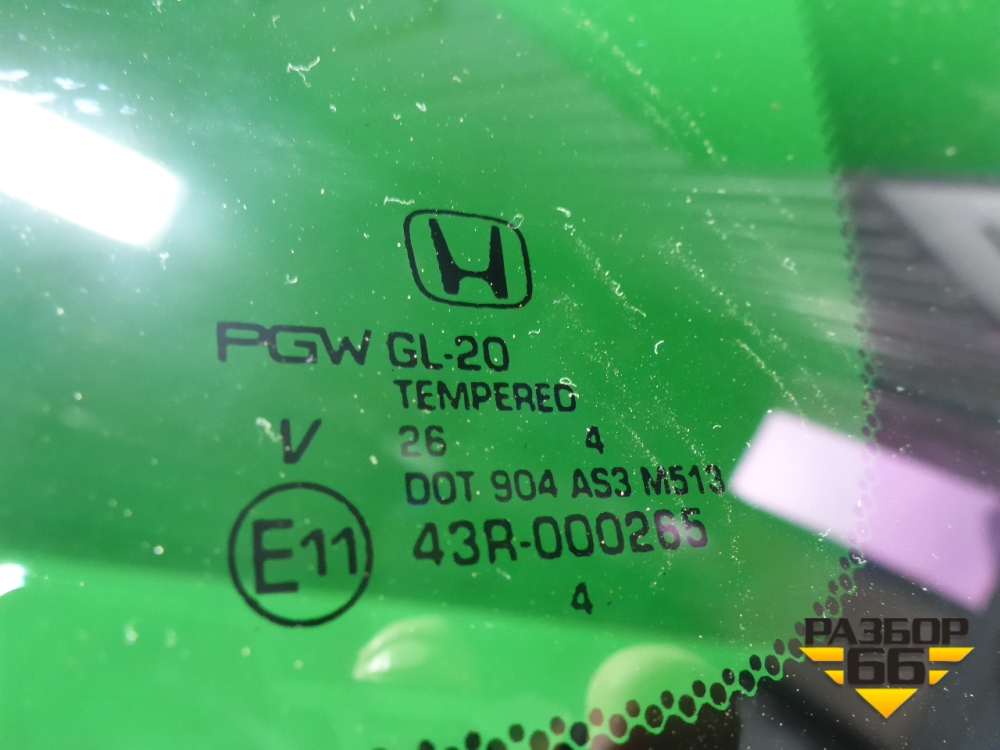 PGW GL-20
TEMPERED
V 26 4
DOT 904 AS3 M513
E11 43R-000265
4
РАЗБОР
66